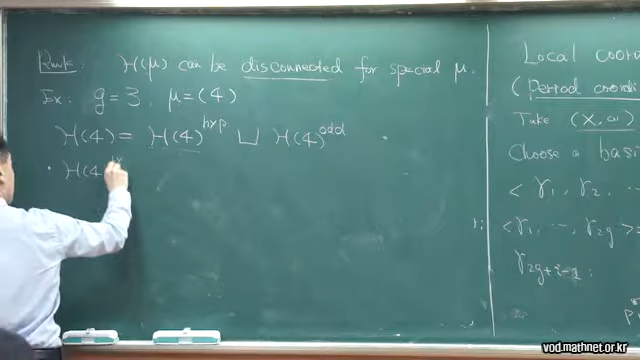 Rmk: H(μ) can be disconnected for special μ.
Ex: g=3, μ=(4)
H(4) = H(4)^hyp ⊔ H(4)^odd .
· H(4
Local coord
(Period coordi
Take (X, ω)
Choose a basi
< γ₁, γ₂, ...
< γ₁, ..., γ₂g > =
γ₂g+i-1 :
vod.mathnet.or.kr